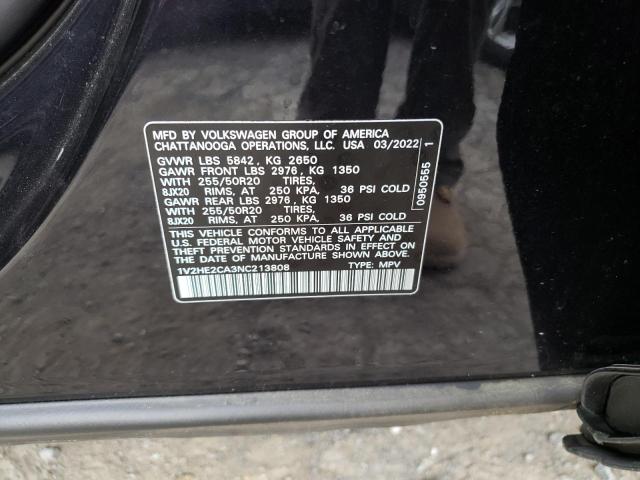 MFD BY VOLKSWAGEN GROUP OF AMERICA
CHATTANOOGA OPERATIONS, LLC. USA 03/2022
GVWR LBS 5842, KG 2650
GAWR FRONT LBS 2976, KG 1350
WITH 255/50R20 TIRES,
8JX20 RIMS, AT 250 KPA, 36 PSI COLD
GAWR REAR LBS 2976, KG 1350
WITH 255/50R20 TIRES,
8JX20 RIMS, AT 250 KPA, 36 PSI COLD
THIS VEHICLE CONFORMS TO ALL APPLICABLE
U.S. FEDERAL MOTOR VEHICLE SAFETY AND
THEFT PREVENTION STANDARDS IN EFFECT ON
THE DATE OF MANUFACTURE SHOWN ABOVE.
1V2HE2CA3NC213808 TYPE: MPV
0950555 1